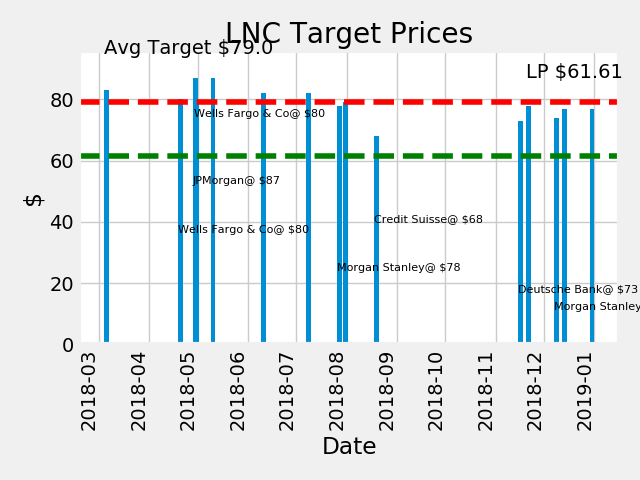 LNC Target Prices
Avg Target $79.0
LP $61.61
Wells Fargo & Co@ $80
JPMorgan@ $87
Wells Fargo & Co@ $80
Credit Suisse@ $68
Morgan Stanley@ $78
Deutsche Bank@ $73
Morgan Stanley
$
80
60
40
20
0
2018-03
2018-04
2018-05
2018-06
2018-07
2018-08
2018-09
2018-10
2018-11
2018-12
2019-01
Date